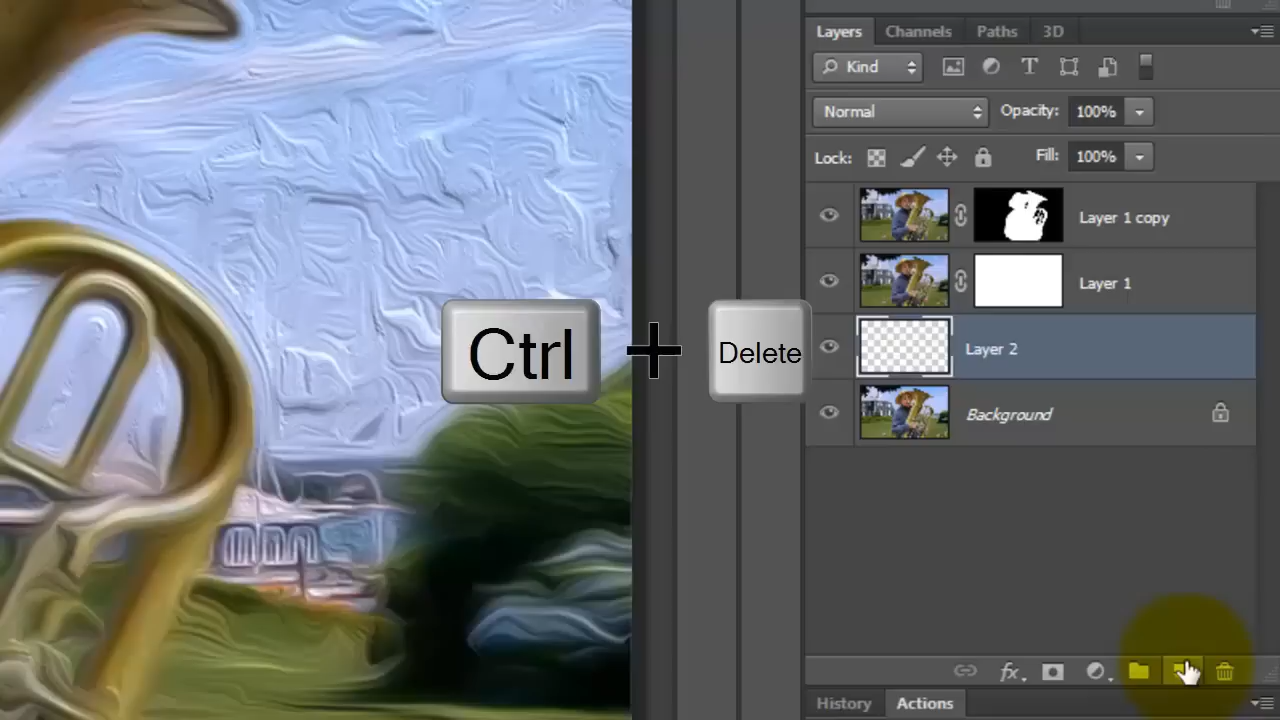 Layers Channels Paths 3D
Kind
Normal Opacity: 100%
Lock: Fill: 100%
Layer 1 copy
Layer 1
Ctrl + Delete
Layer 2
Background
fx
History Actions